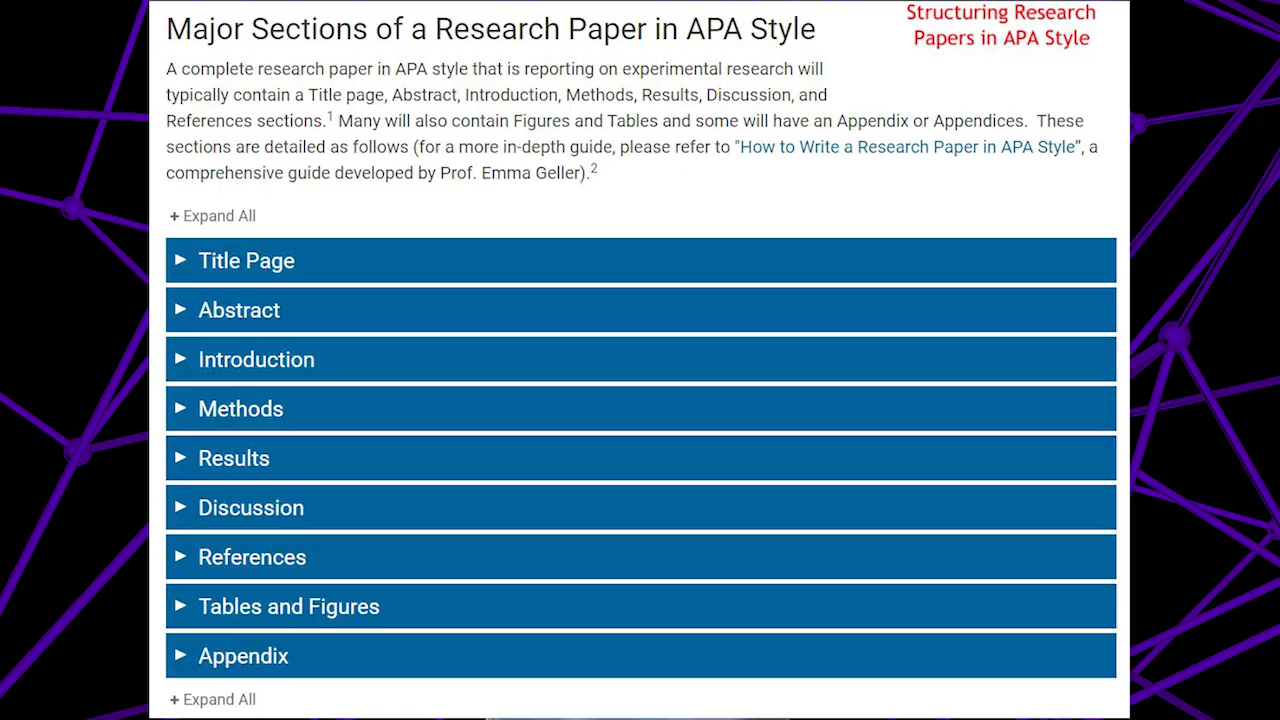 Major Sections of a Research Paper in APA Style
Structuring Research
Papers in APA Style
A complete research paper in APA style that is reporting on experimental research will
typically contain a Title page, Abstract, Introduction, Methods, Results, Discussion, and
References sections.1 Many will also contain Figures and Tables and some will have an Appendix or Appendices. These
sections are detailed as follows (for a more in-depth guide, please refer to "How to Write a Research Paper in APA Style”, a
comprehensive guide developed by Prof. Emma Geller).2
+ Expand All
Title Page
Abstract
Introduction
Methods
Results
Discussion
References
Tables and Figures
Appendix
+ Expand All